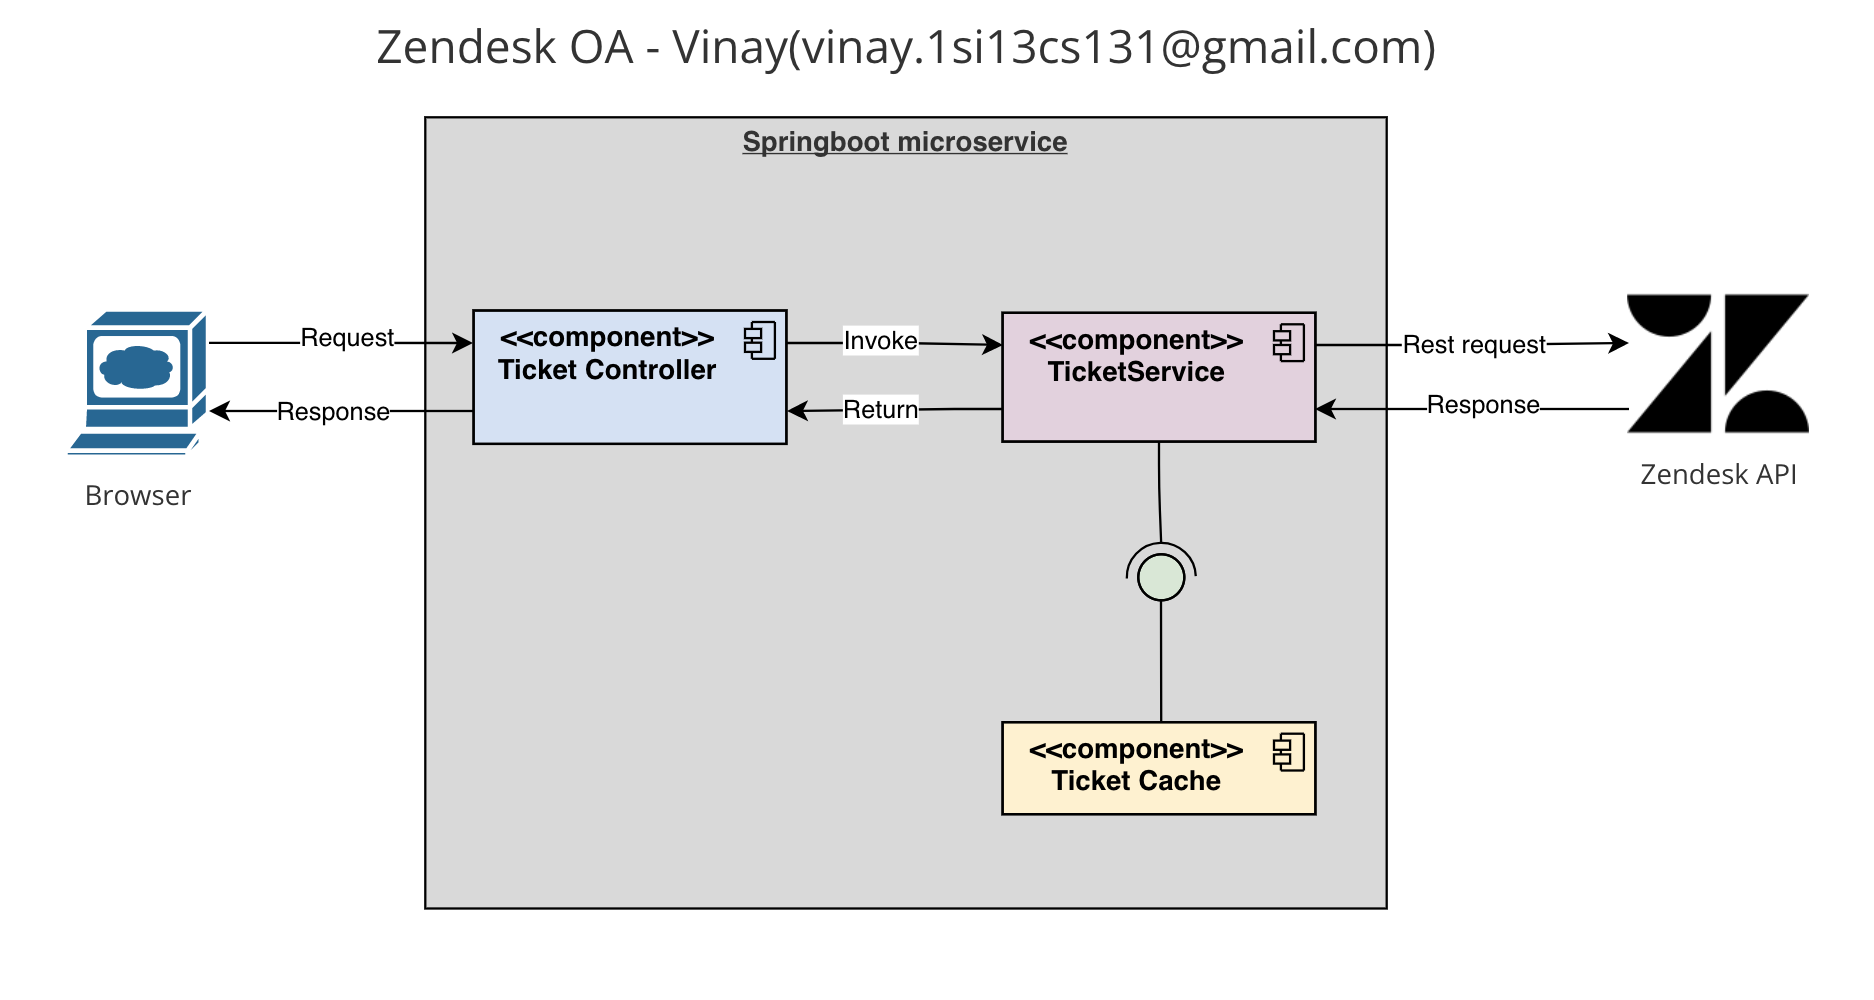 Zendesk OA - Vinay(vinay.1si13cs131@gmail.com)
Springboot microservice
Request
Response
Browser
<<component>>
Ticket Controller
Invoke
Return
<<component>>
TicketService
Rest request
Response
Zendesk API
<<component>>
Ticket Cache